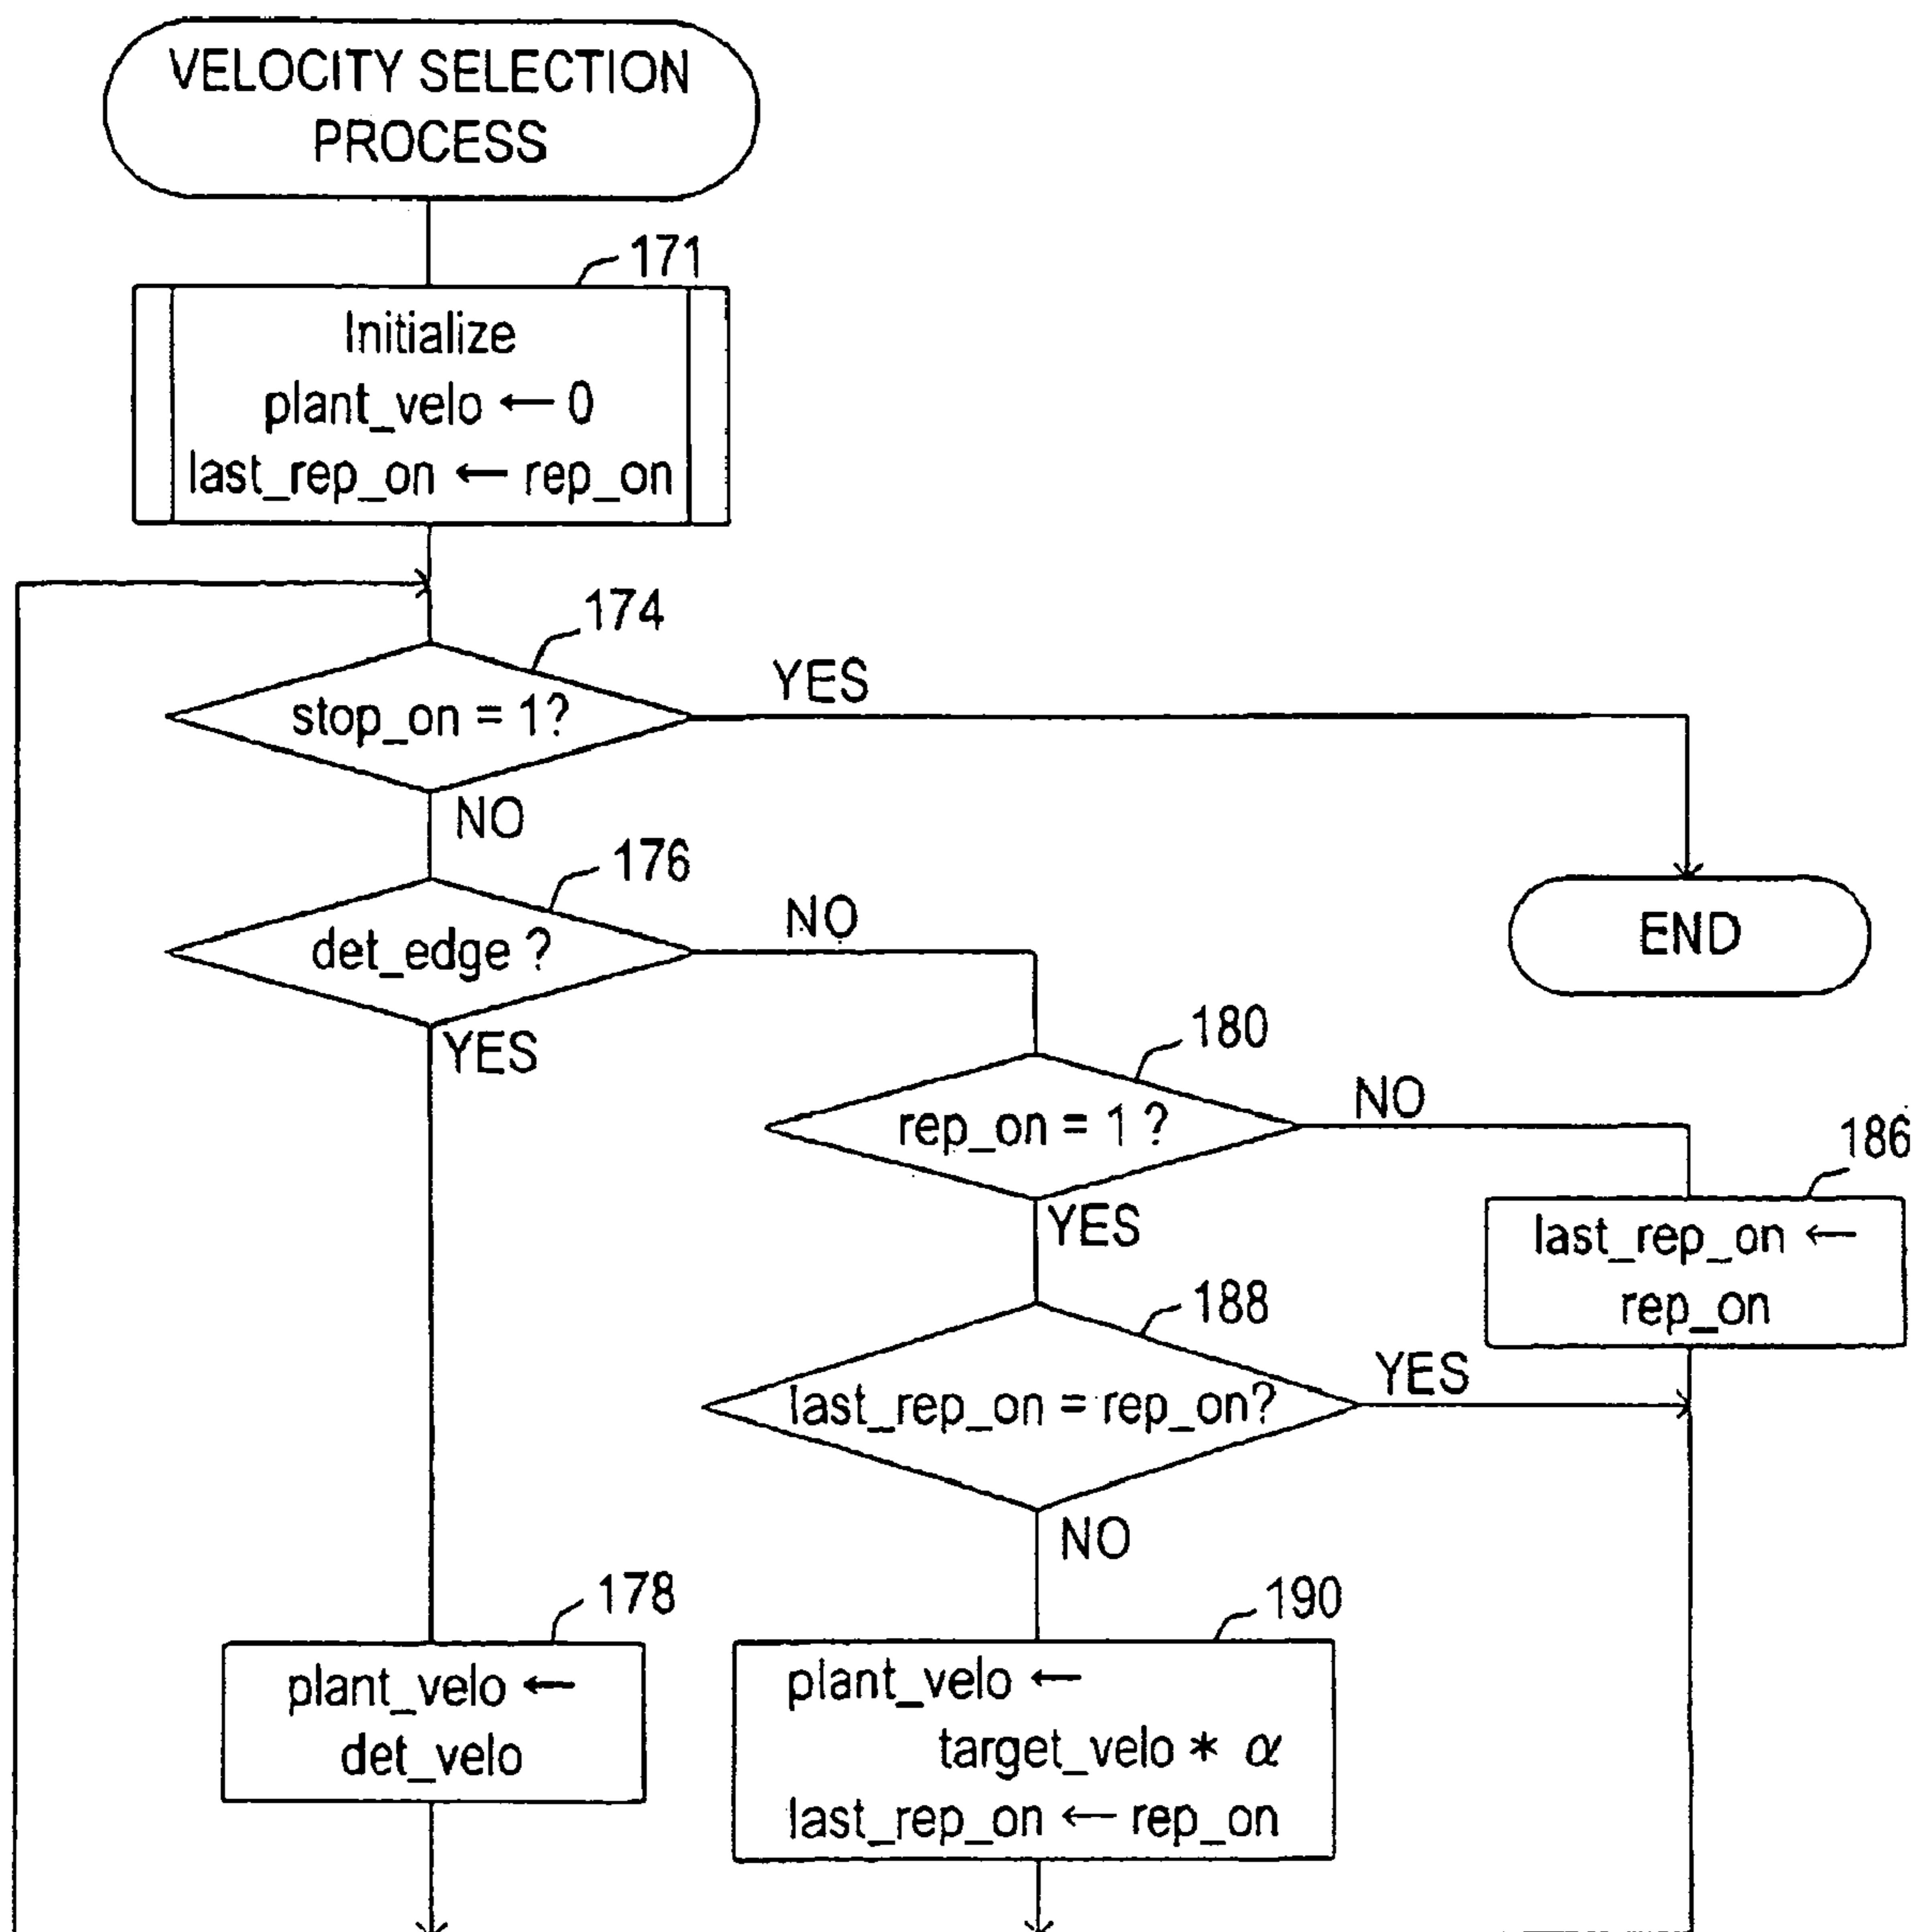 VELOCITY SELECTION
PROCESS
171
Initialize
plant_velo ← 0
last_rep_on ← rep_on
174
stop_on = 1?
YES
NO
176
det_edge ?
NO
YES
END
180
rep_on = 1 ?
NO
YES
186
last_rep_on ←
rep_on
188
last_rep_on = rep_on?
YES
NO
178
plant_velo ←
det_velo
190
plant_velo ←
target_velo * α
last_rep_on ← rep_on